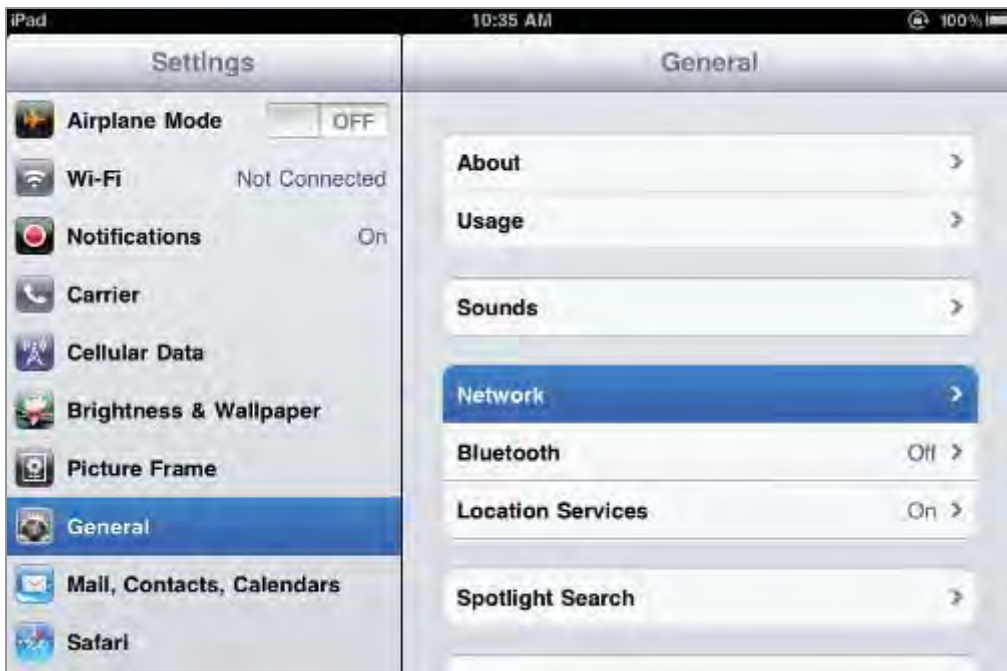 iPad 10:35 AM 100%
Settings
Airplane Mode OFF
Wi-Fi Not Connected
Notifications On
Carrier
Cellular Data
Brightness & Wallpaper
Picture Frame
General
Mail, Contacts, Calendars
Safari
General
About
Usage
Sounds
Network
Bluetooth Off
Location Services On
Spotlight Search